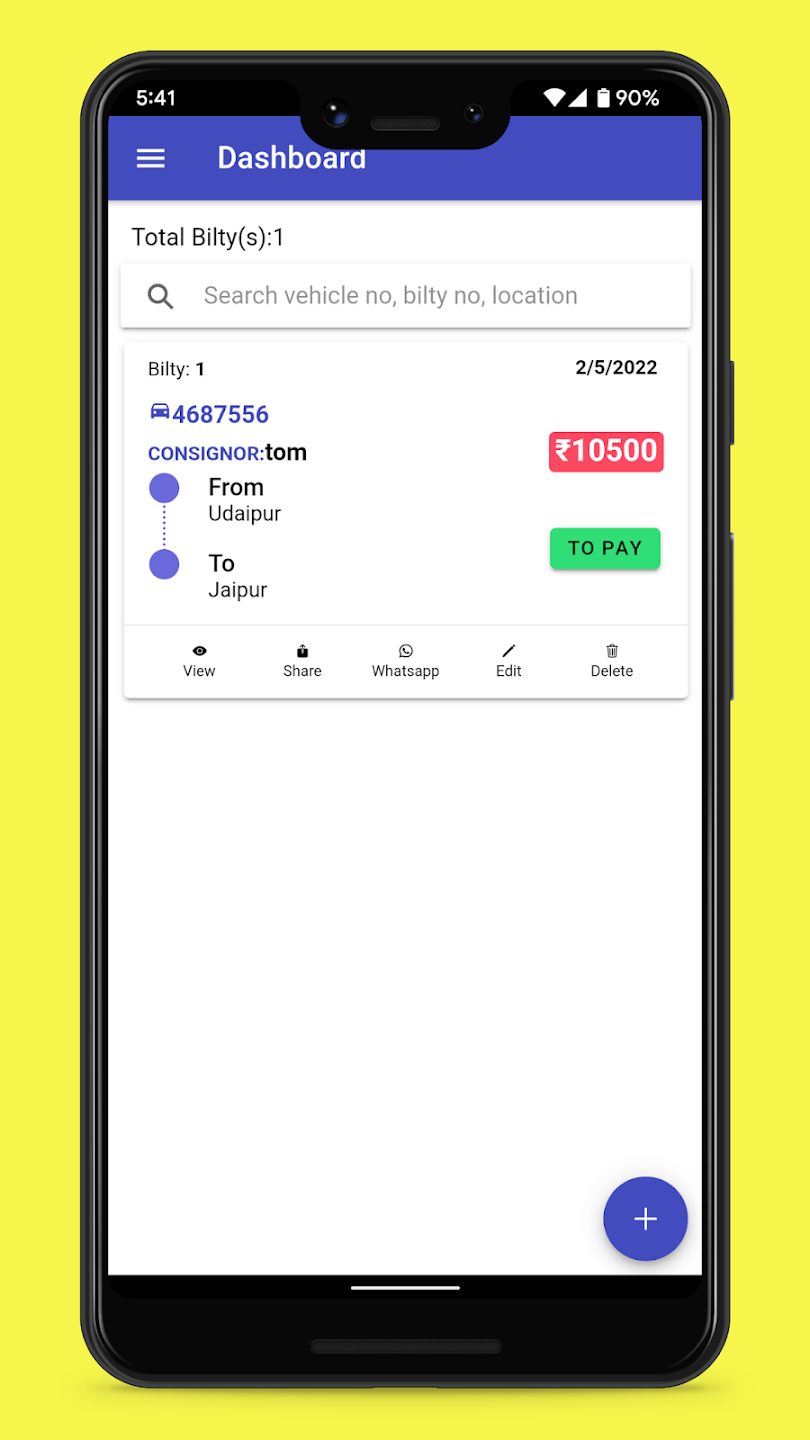 5:41 90%
Dashboard
Total Bilty(s):1
Search vehicle no, bilty no, location
Bilty: 1 2/5/2022
4687556
CONSIGNOR:tom ₹10500
From
Udaipur
To TO PAY
Jaipur
View Share Whatsapp Edit Delete